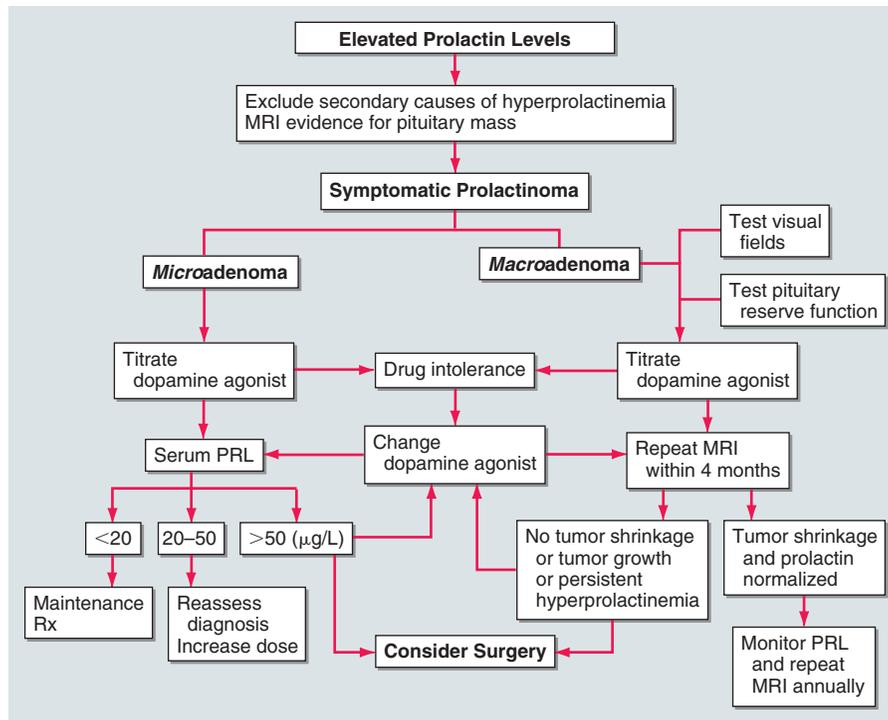 Elevated Prolactin Levels
Exclude secondary causes of hyperprolactinemia
MRI evidence for pituitary mass
Symptomatic Prolactinoma
Microadenoma
Macroadenoma
Test visual
fields
Test pituitary
reserve function
Titrate
dopamine agonist
Drug intolerance
Titrate
dopamine agonist
Serum PRL
Change
dopamine agonist
Repeat MRI
within 4 months
<20
20–50
>50 (μg/L)
No tumor shrinkage
or tumor growth
or persistent
hyperprolactinemia
Tumor shrinkage
and prolactin
normalized
Maintenance
Rx
Reassess
diagnosis
Increase dose
Consider Surgery
Monitor PRL
and repeat
MRI annually